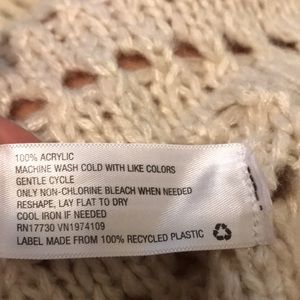 100% ACRYLIC
MACHINE WASH COLD WITH LIKE COLORS
GENTLE CYCLE
ONLY NON-CHLORINE BLEACH WHEN NEEDED
RESHAPE, LAY FLAT TO DRY
COOL IRON IF NEEDED
RN17730 VN1974109
LABEL MADE FROM 100% RECYCLED PLASTIC